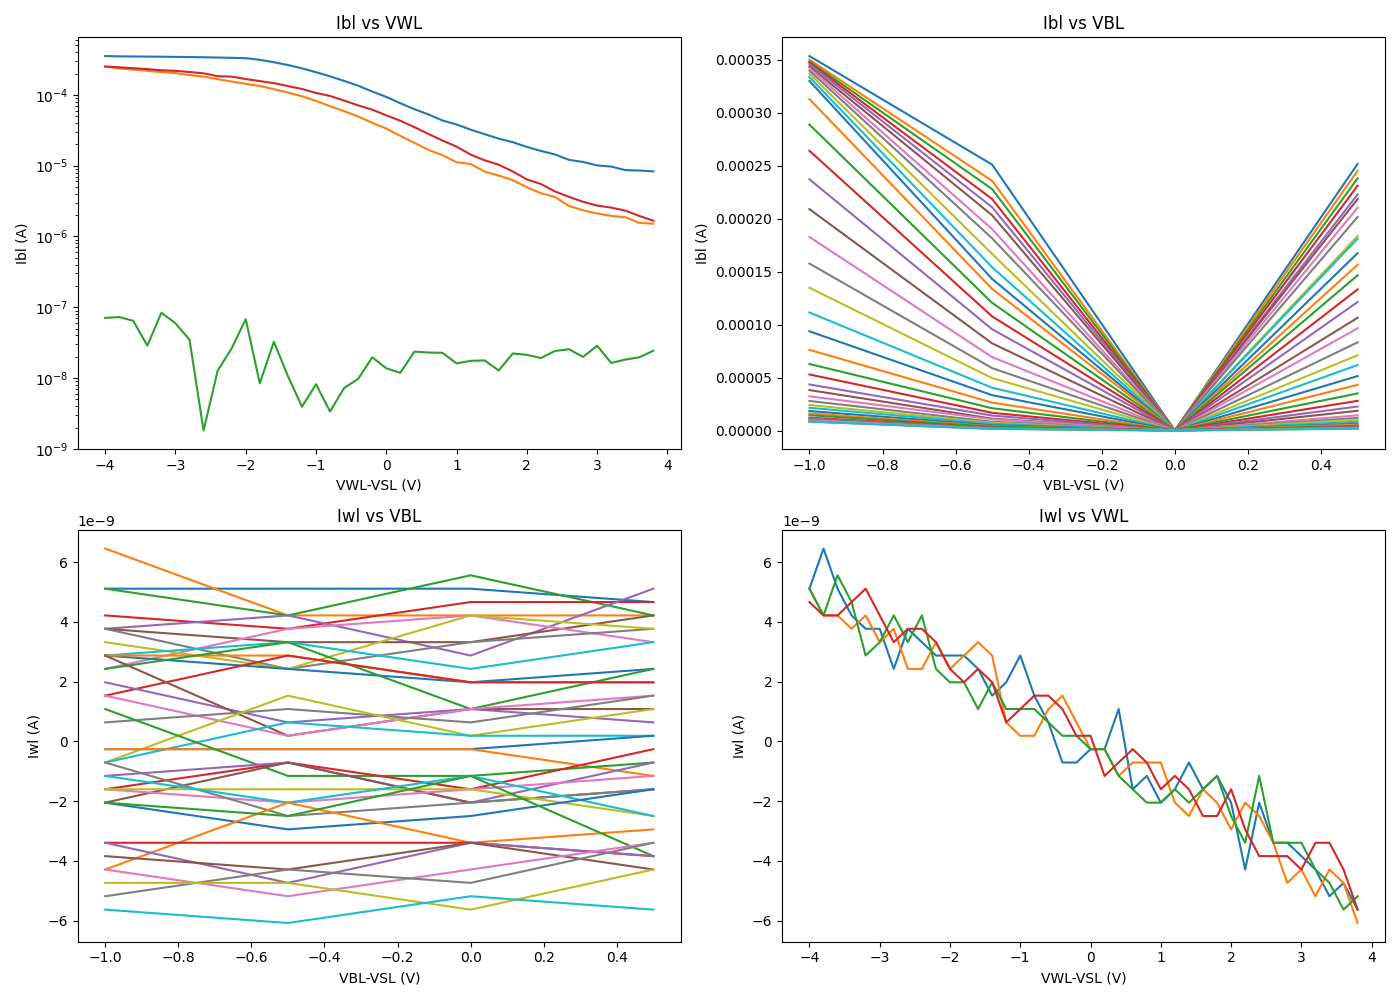 Ibl vs VWL
Ibl (A)
10⁻⁴
10⁻⁵
10⁻⁶
10⁻⁷
10⁻⁸
10⁻⁹
−4 −3 −2 −1 0 1 2 3 4
VWL-VSL (V)
Ibl vs VBL
Ibl (A)
0.00035
0.00030
0.00025
0.00020
0.00015
0.00010
0.00005
0.00000
−1.0 −0.8 −0.6 −0.4 −0.2 0.0 0.2 0.4
VBL-VSL (V)
Iwl vs VBL
1e−9
Iwl (A)
6
4
2
0
−2
−4
−6
−1.0 −0.8 −0.6 −0.4 −0.2 0.0 0.2 0.4
VBL-VSL (V)
Iwl vs VWL
1e−9
Iwl (A)
6
4
2
0
−2
−4
−6
−4 −3 −2 −1 0 1 2 3 4
VWL-VSL (V)